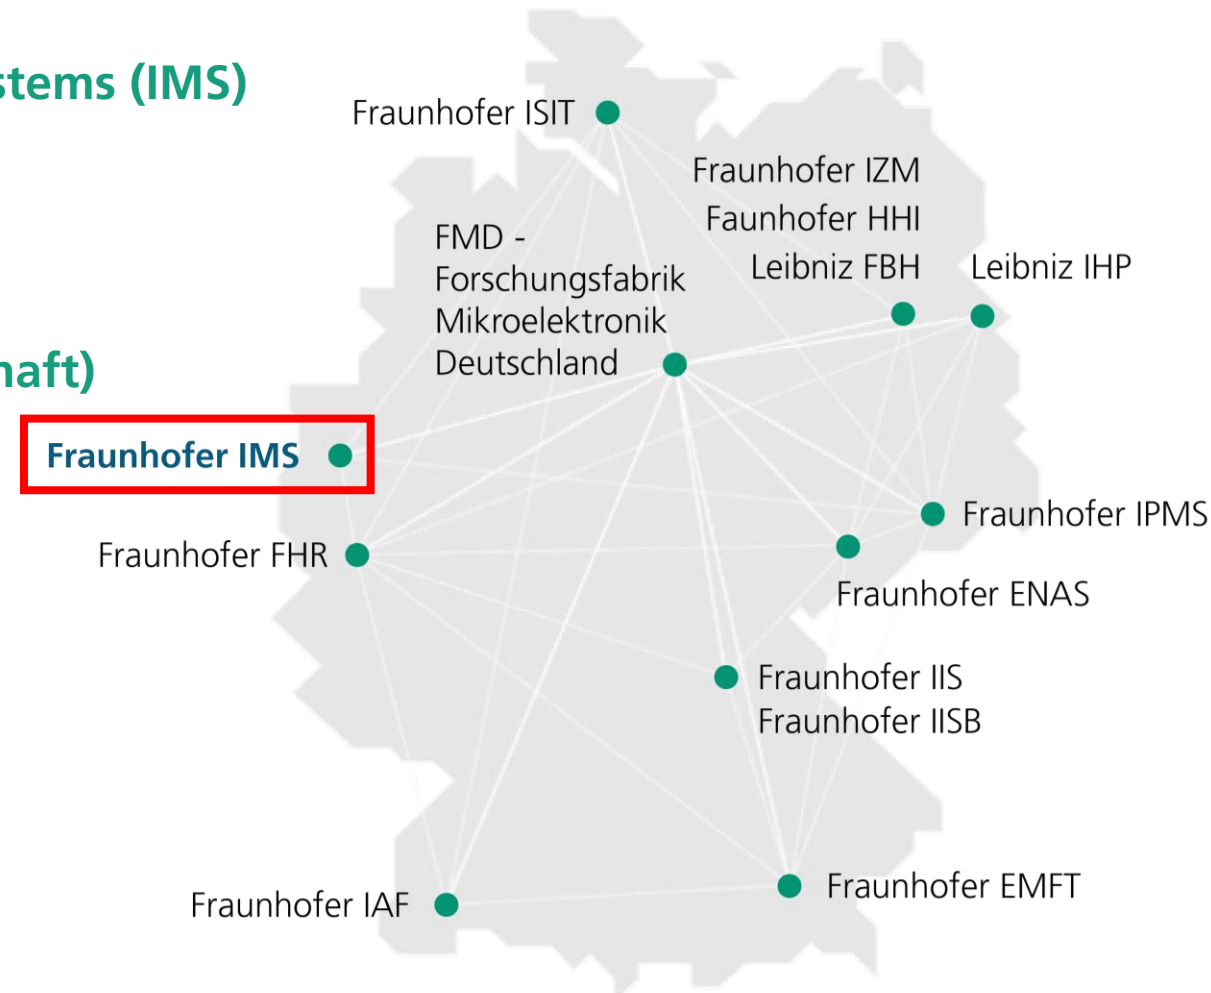 stems (IMS)
Fraunhofer ISIT
Fraunhofer IZM
Faunhofer HHI
Leibniz FBH
Leibniz IHP
FMD -
Forschungsfabrik
Mikroelektronik
Deutschland
haft)
Fraunhofer IMS
Fraunhofer IPMS
Fraunhofer FHR
Fraunhofer ENAS
Fraunhofer IIS
Fraunhofer IISB
Fraunhofer EMFT
Fraunhofer IAF